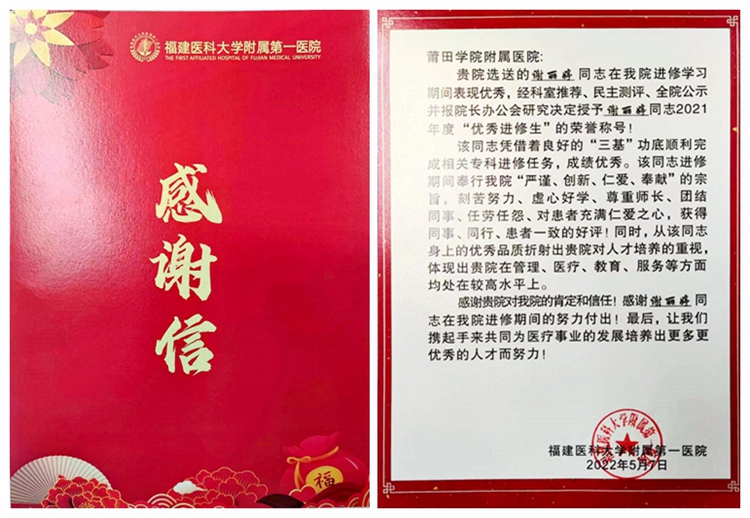 福建医科大学附属第一医院
THE FIRST AFFILIATED HOSPITAL OF FUJIAN MEDICAL UNIVERSITY
感谢信
福
莆田学院附属医院:
贵院选送的谢丽婷同志在我院进修学习
期间表现优秀，经科室推荐、民主测评、全院公示
并报院长办公会研究决定授予谢丽婷同志2021
年度“优秀进修生”的荣誉称号!
该同志凭借着良好的“三基”功底顺利完
成相关专科进修任务，成绩优秀。该同志进修
期间奉行我院“严谨、创新、仁爱、奉献”的宗
旨，刻苦努力、虚心好学、尊重师长、团结
同事、任劳任怨、对患者充满仁爱之心，获得
同事、同行、患者一致的好评!同时，从该同志
身上的优秀品质折射出贵院对人才培养的重视，
体现出贵院在管理、医疗、教育、服务等方面
均处在较高水平上。
感谢贵院对我院的肯定和信任!感谢谢丽婷同
志在我院进修期间的努力付出!最后，让我们
携起手来共同为医疗事业的发展培养出更多更
优秀的人才而努力!
福建医科大学附属第一医院
2022年5月7日